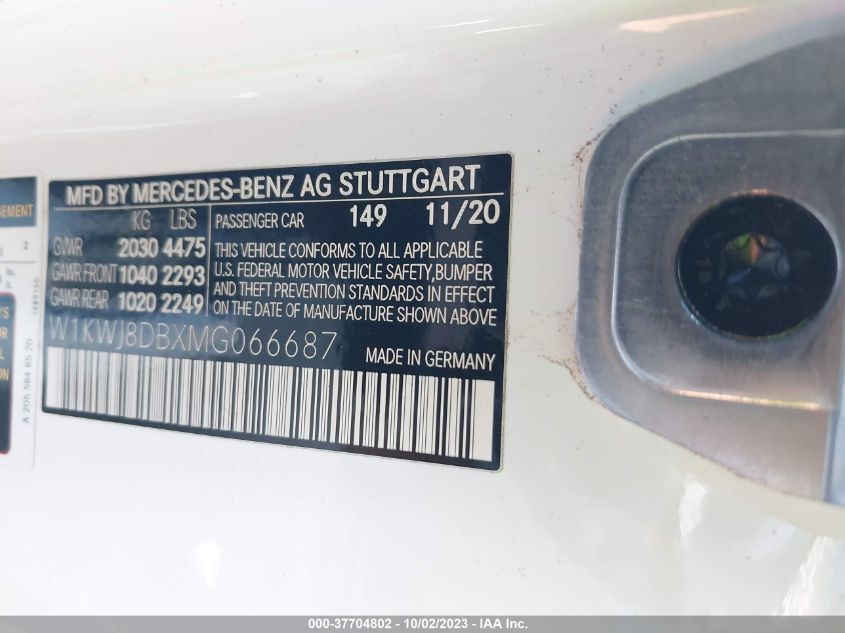 MFD BY MERCEDES-BENZ AG STUTTGART
KG LBS
GVWR 2030 4475
GAWR FRONT 1040 2293
GAWR REAR 1020 2249
PASSENGER CAR 149 11/20
THIS VEHICLE CONFORMS TO ALL APPLICABLE
U.S. FEDERAL MOTOR VEHICLE SAFETY, BUMPER
AND THEFT PREVENTION STANDARDS IN EFFECT
ON DATE OF MANUFACTURE SHOWN ABOVE
W1KWJ8DBXMG066687
MADE IN GERMANY
A 205 584 85 20
000-37704802 - 10/02/2023 - IAA Inc.